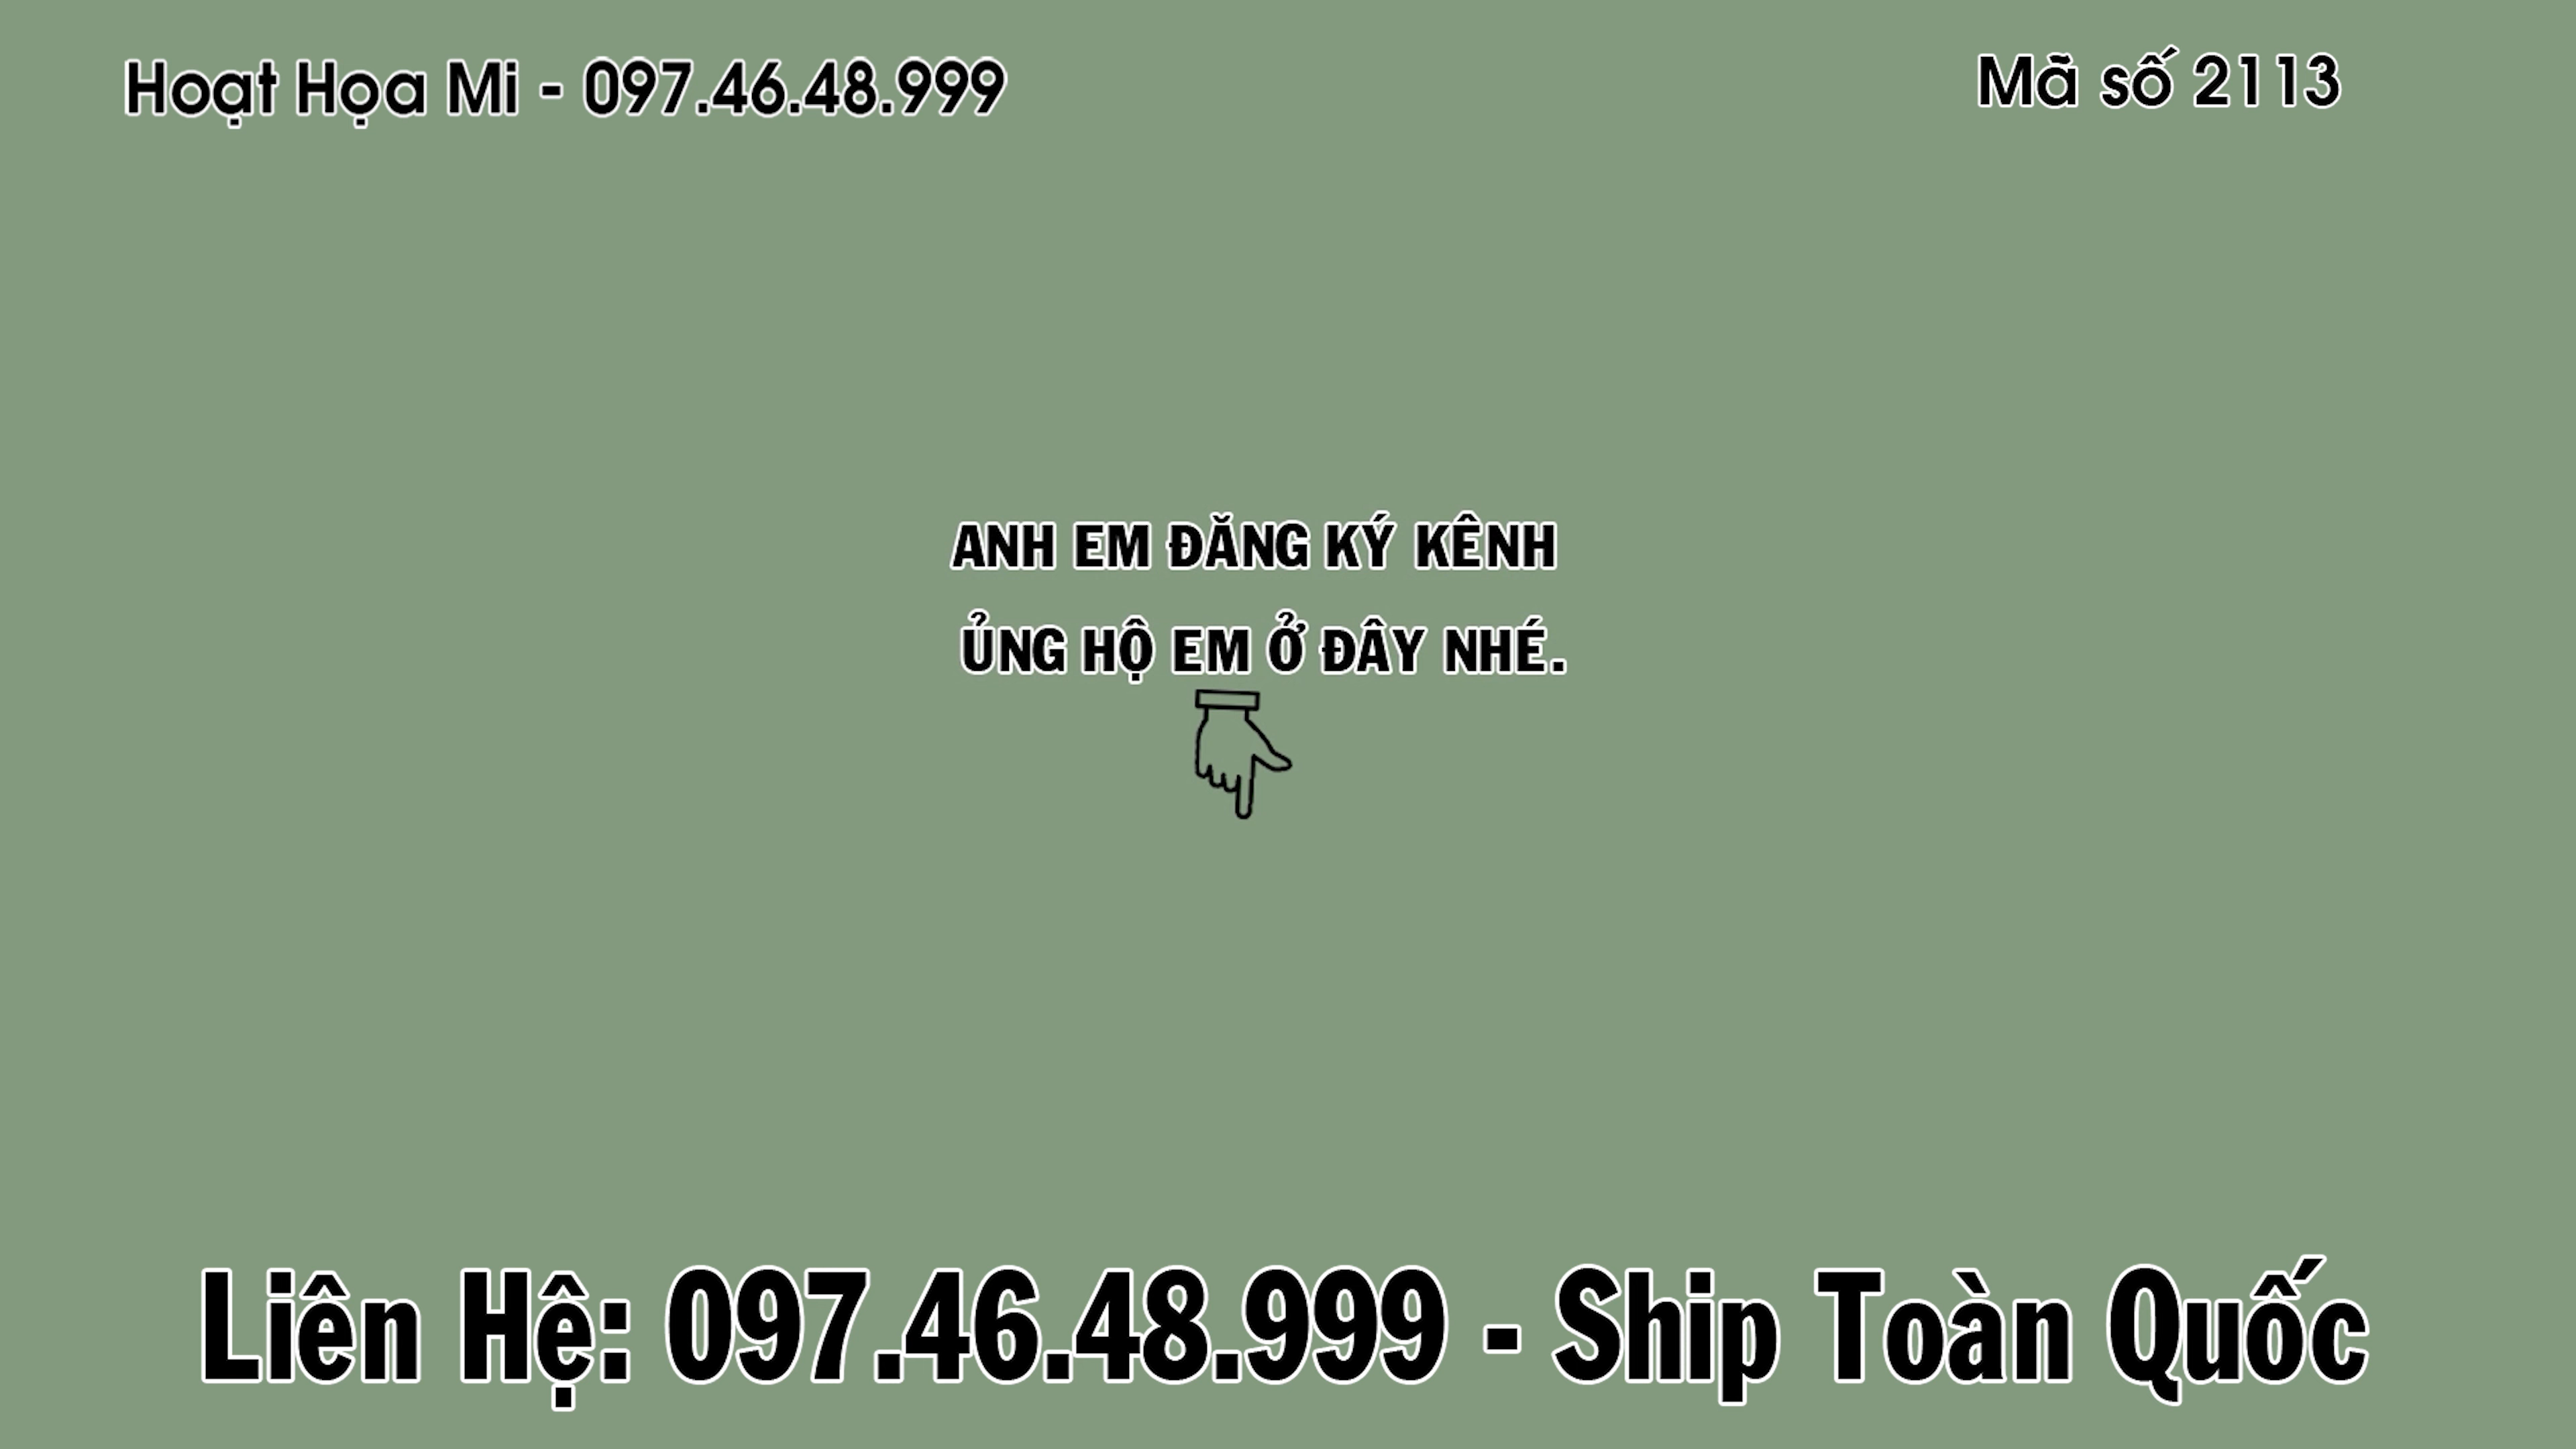 Hoạt Họa Mi - 097.46.48.999
Mã số 2113
ANH EM ĐĂNG KÝ KÊNH
ỦNG HỘ EM Ở ĐÂY NHÉ.
Liên Hệ: 097.46.48.999 - Ship Toàn Quốc